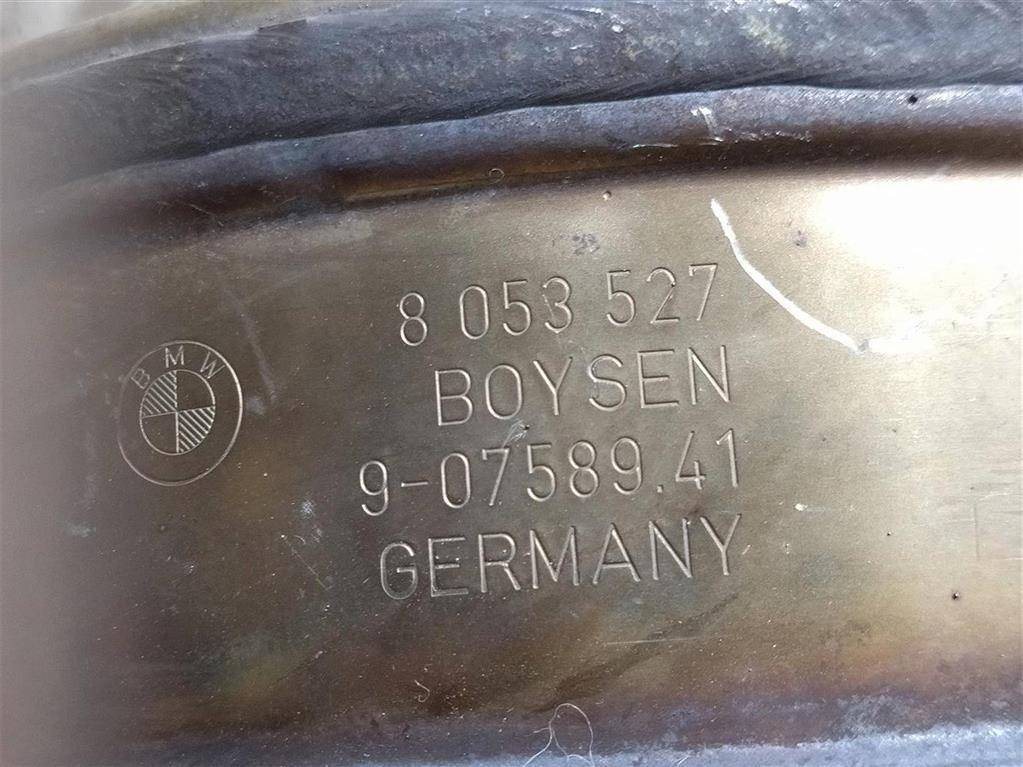 8 053 527
BMW
BOYSEN
9-07589.41
GERMANY